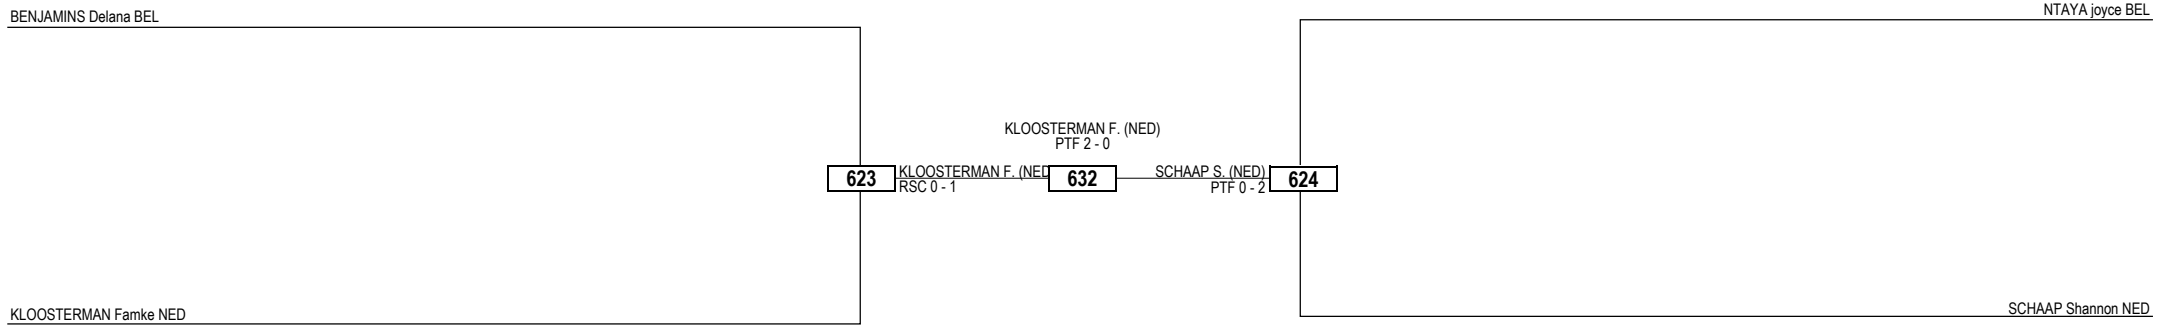 BENJAMINS Delana BEL
NTAYA joyce BEL
KLOOSTERMAN F. (NED)
PTF 2 - 0
623
KLOOSTERMAN F. (NED
RSC 0 - 1
632
SCHAAP S. (NED)
PTF 0 - 2
624
KLOOSTERMAN Famke NED
SCHAAP Shannon NED